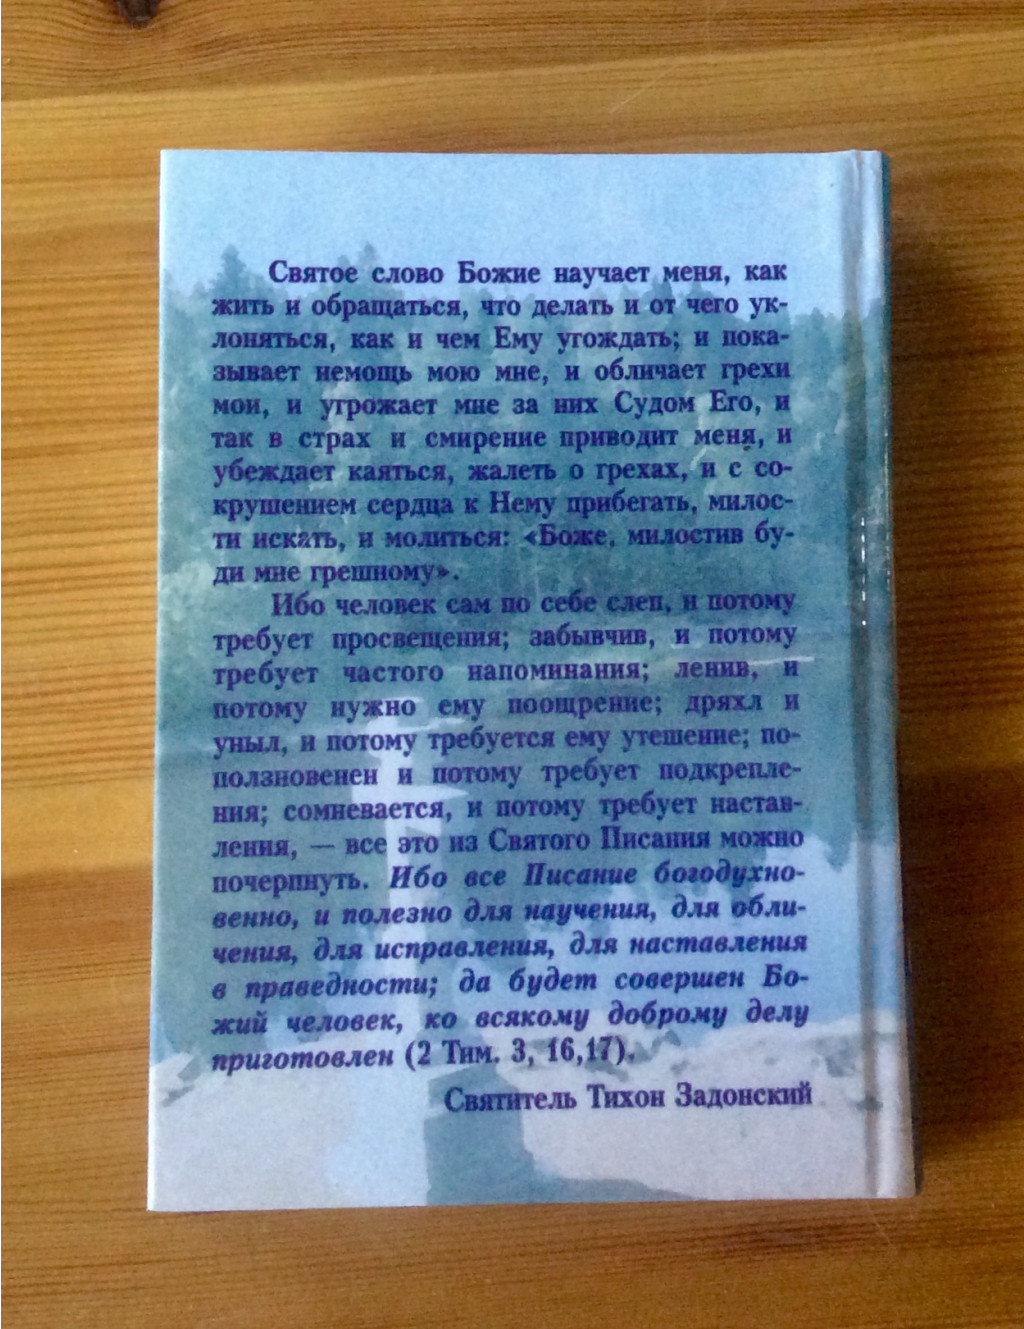 Святое слово Божие научает меня, как
жить и обращаться, что делать и от чего ук-
лоняться, как и чем Ему угождать; и пока-
зывает немощь мою мне, и обличает грехи
мои, и угрожает мне за них Судом Его, и
так в страх и смирение приводит меня, и
убеждает каяться, жалеть о грехах, и с со-
крушением сердца к Нему прибегать, милос-
ти искать, и молиться: «Боже, милостив бу-
ди мне грешному».
Ибо человек сам по себе слеп, и потому
требует просвещения; забывчив, и потому
требует частого напоминания; ленив, и
потому нужно ему поощрение; дряхл и
уныл, и потому требуется ему утешение; по-
ползновенен и потому требует подкрепле-
ния; сомневается, и потому требует настав-
ления, — все это из Святого Писания можно
почерпнуть. Ибо все Писание богодухно-
венно, и полезно для научения, для обли-
чения, для исправления, для наставления
в праведности; да будет совершен Бо-
жий человек, ко всякому доброму делу
приготовлен (2 Тим. 3, 16,17).
Святитель Тихон Задонский